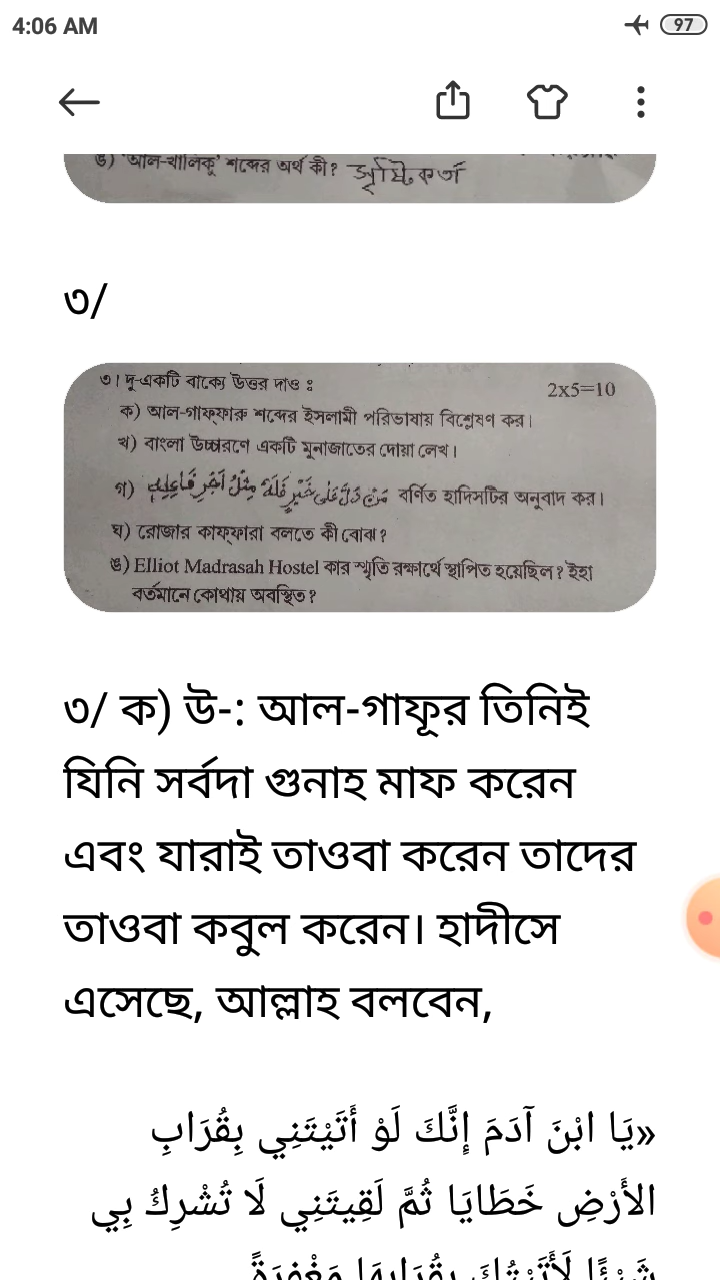 4:06 AM
97
ঙ) 'আল-খালিকু' শব্দের অর্থ কী? সৃষ্টিকর্তা
৩/
৩। দু-একটি বাক্যে উত্তর দাও ঃ 2x5=10
ক) আল-গাফ্ফারু শব্দের ইসলামী পরিভাষায় বিশ্লেষণ কর।
খ) বাংলা উচ্চারণে একটি মুনাজাতের দোয়া লেখ।
গ) مَنْ دَلَّ عَلٰى خَيْرٍ فَلَهٗ مِثْلُ اَجْرِ فَاعِلِهٖ বর্ণিত হাদিসটির অনুবাদ কর।
ঘ) রোজার কাফ্ফারা বলতে কী বোঝ?
ঙ) Elliot Madrasah Hostel কার স্মৃতি রক্ষার্থে স্থাপিত হয়েছিল? ইহা
বর্তমানে কোথায় অবস্থিত?
৩/ ক) উ-: আল-গাফূর তিনিই
যিনি সর্বদা গুনাহ মাফ করেন
এবং যারাই তাওবা করেন তাদের
তাওবা কবুল করেন। হাদীসে
এসেছে, আল্লাহ বলবেন,
«يَا ابْنَ آدَمَ إِنَّكَ لَوْ أَتَيْتَنِي بِقُرَابِ
الأَرْضِ خَطَايَا ثُمَّ لَقِيتَنِي لَا تُشْرِكُ بِي
شَيْئًا لَأَتَيْتُكَ بِقُرَابِهَا مَغْفِرَةً